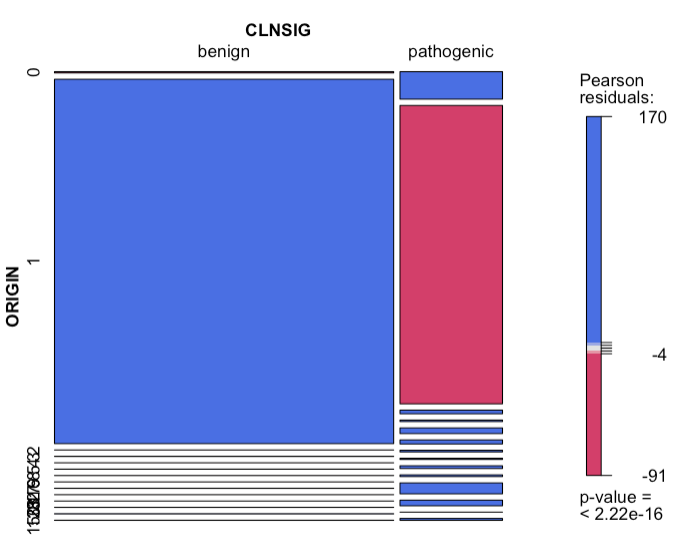 CLNSIG
benign pathogenic
0
1
ORIGIN
Pearson
residuals:
170
-4
-91
p-value =
< 2.22e-16